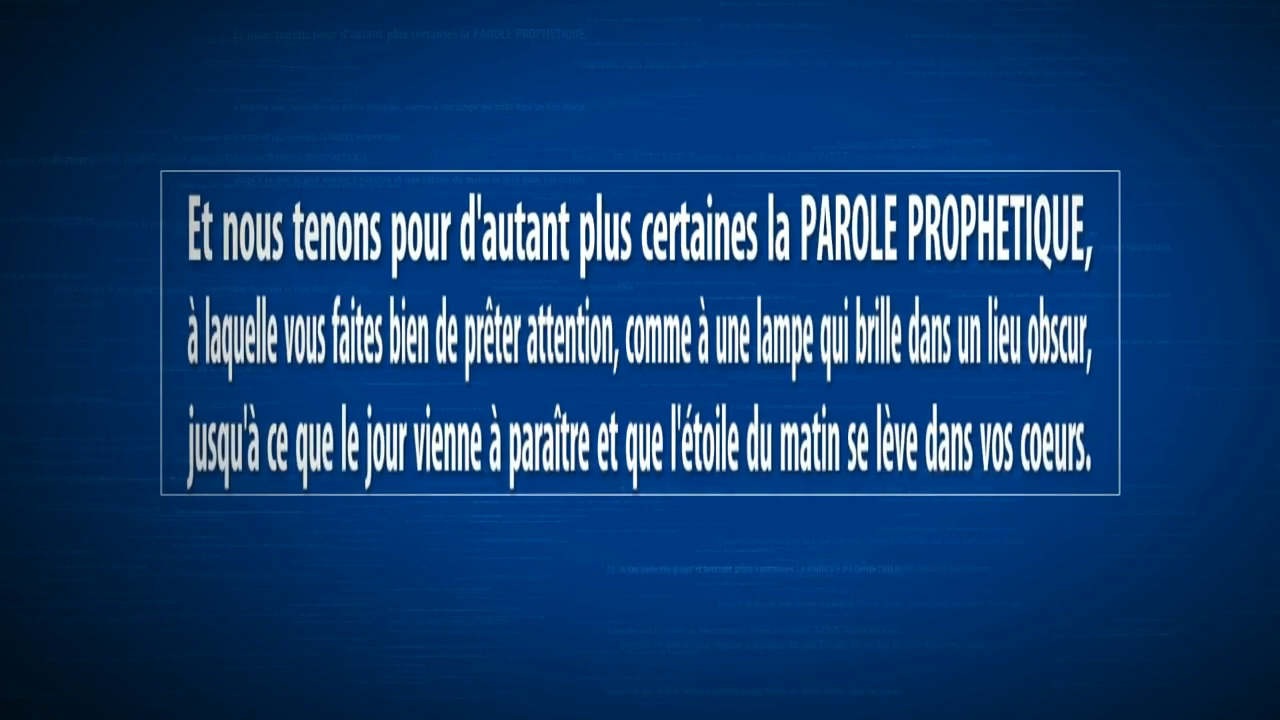 Et nous tenons pour d'autant plus certaines la PAROLE PROPHETIQUE,
à laquelle vous faites bien de prêter attention, comme à une lampe qui brille dans un lieu obscur,
jusqu'à ce que le jour vienne à paraître et que l'étoile du matin se lève dans vos coeurs.